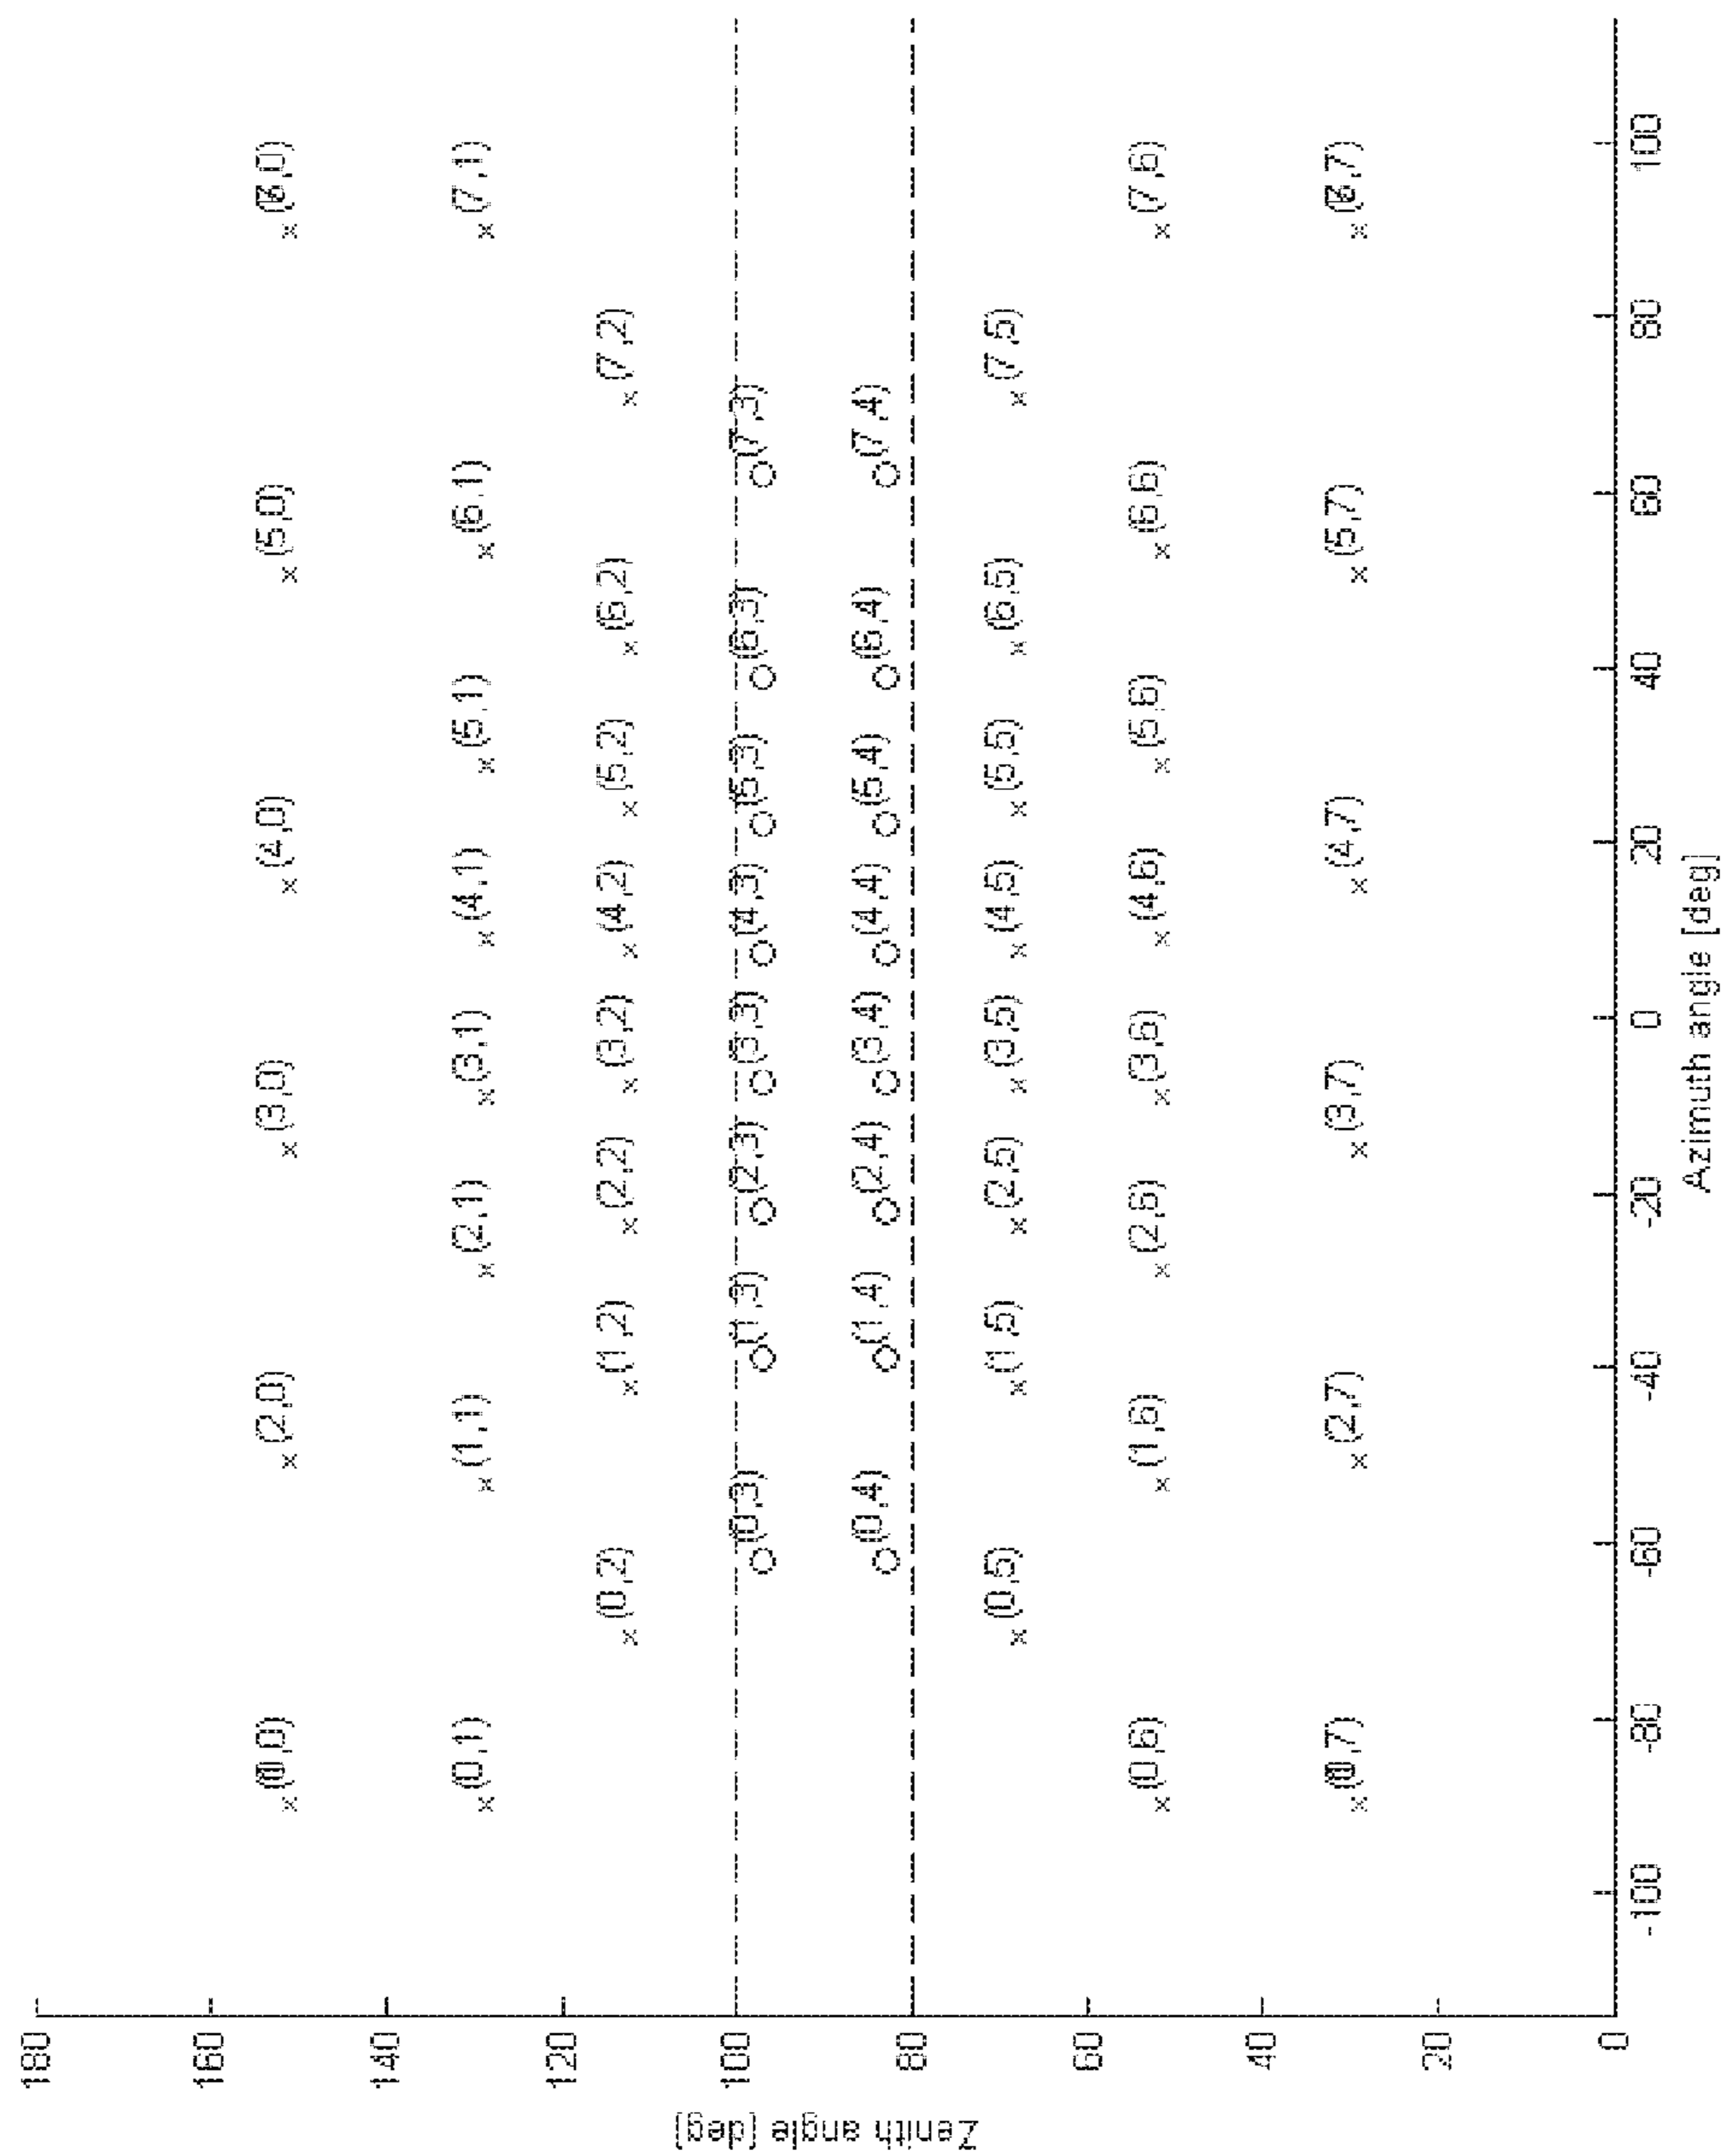 180
160
140
120
100
80
60
40
20
0
Zenith angle [deg]
(2,0) (3,0) (4,0) (5,0)
(0,1) (1,1) (2,1) (3,1) (4,1) (5,1) (6,1) (7,1)
(0,2) (1,2) (2,2) (3,2) (4,2) (5,2) (6,2) (7,2)
(0,3) (1,3) (2,3) (3,3) (4,3) (5,3) (6,3) (7,3)
(0,4) (1,4) (2,4) (3,4) (4,4) (5,4) (6,4) (7,4)
(0,5) (1,5) (2,5) (3,5) (4,5) (5,5) (6,5) (7,5)
(0,6) (1,6) (2,6) (3,6) (4,6) (5,6) (6,6) (7,6)
(2,7) (3,7) (4,7) (5,7)
-100 -80 -60 -40 -20 0 20 40 60 80 100
Azimuth angle [deg]